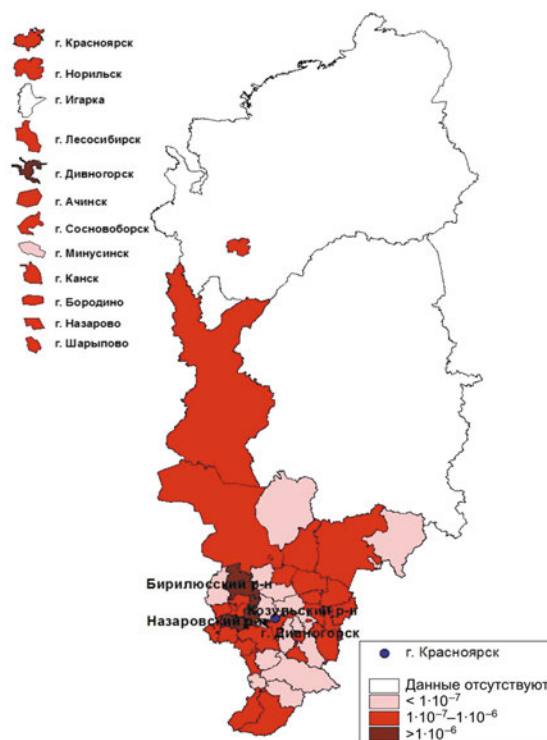 г. Красноярск
г. Норильск
г. Игарка
г. Лесосибирск
г. Дивногорск
г. Ачинск
г. Сосновоборск
г. Минусинск
г. Канск
г. Бородино
г. Назарово
г. Шарыпово
Бирилюсский р-н
Козульский р-н
Назаровский р-н
г. Дивногорск
г. Красноярск
Данные отсутствуют
< 1·10⁻⁷
1·10⁻⁷–1·10⁻⁶
>1·10⁻⁶